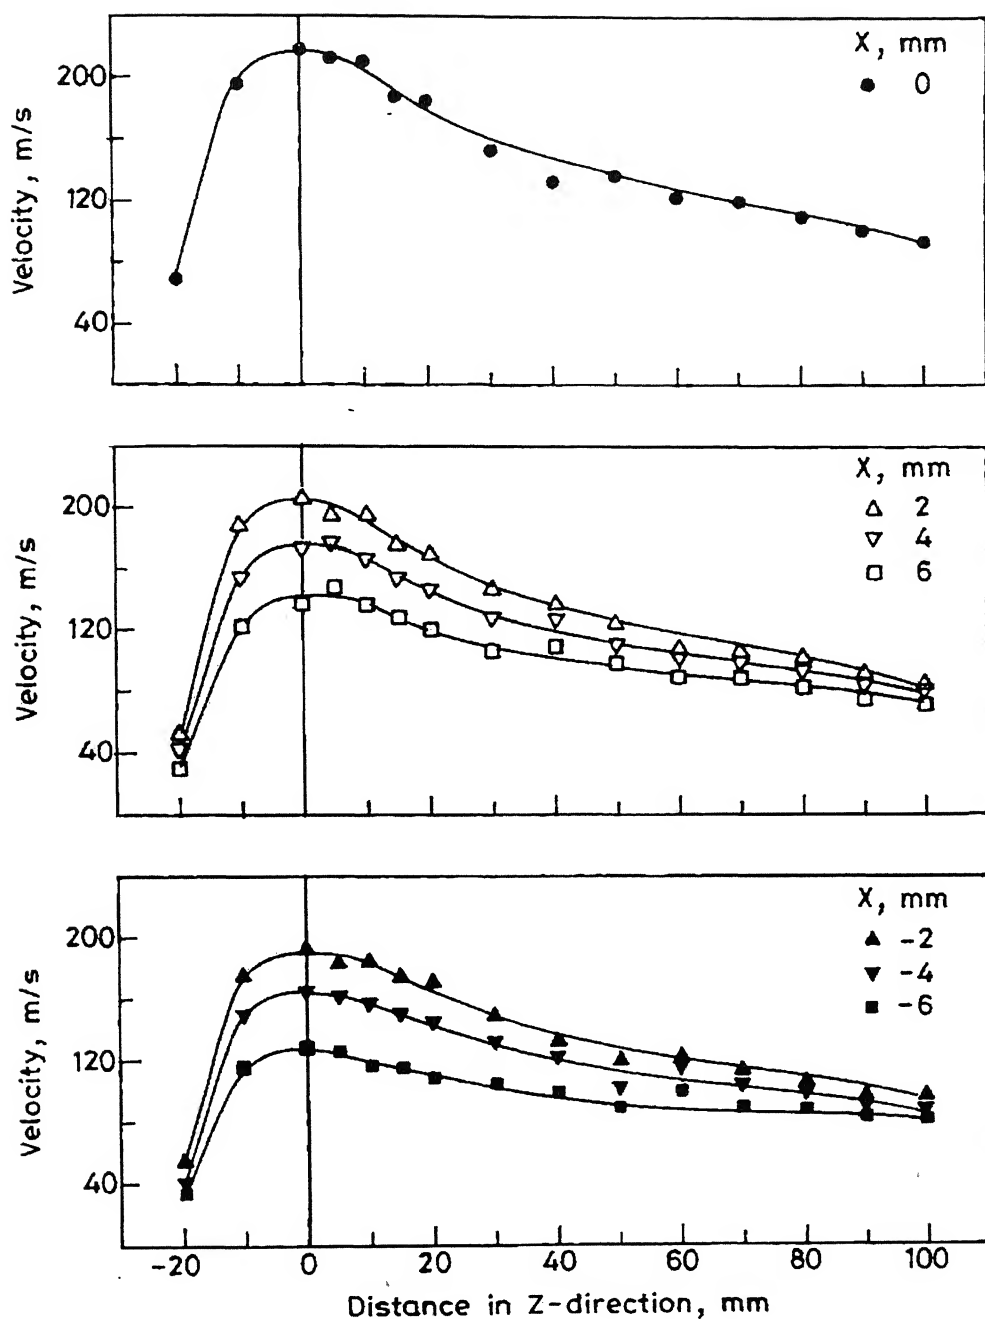 X, mm
● 0
200
120
40
Velocity, m/s
X, mm
△ 2
▽ 4
□ 6
200
120
40
Velocity, m/s
X, mm
▲ -2
▼ -4
■ -6
200
120
40
Velocity, m/s
-20 0 20 40 60 80 100
Distance in Z-direction, mm